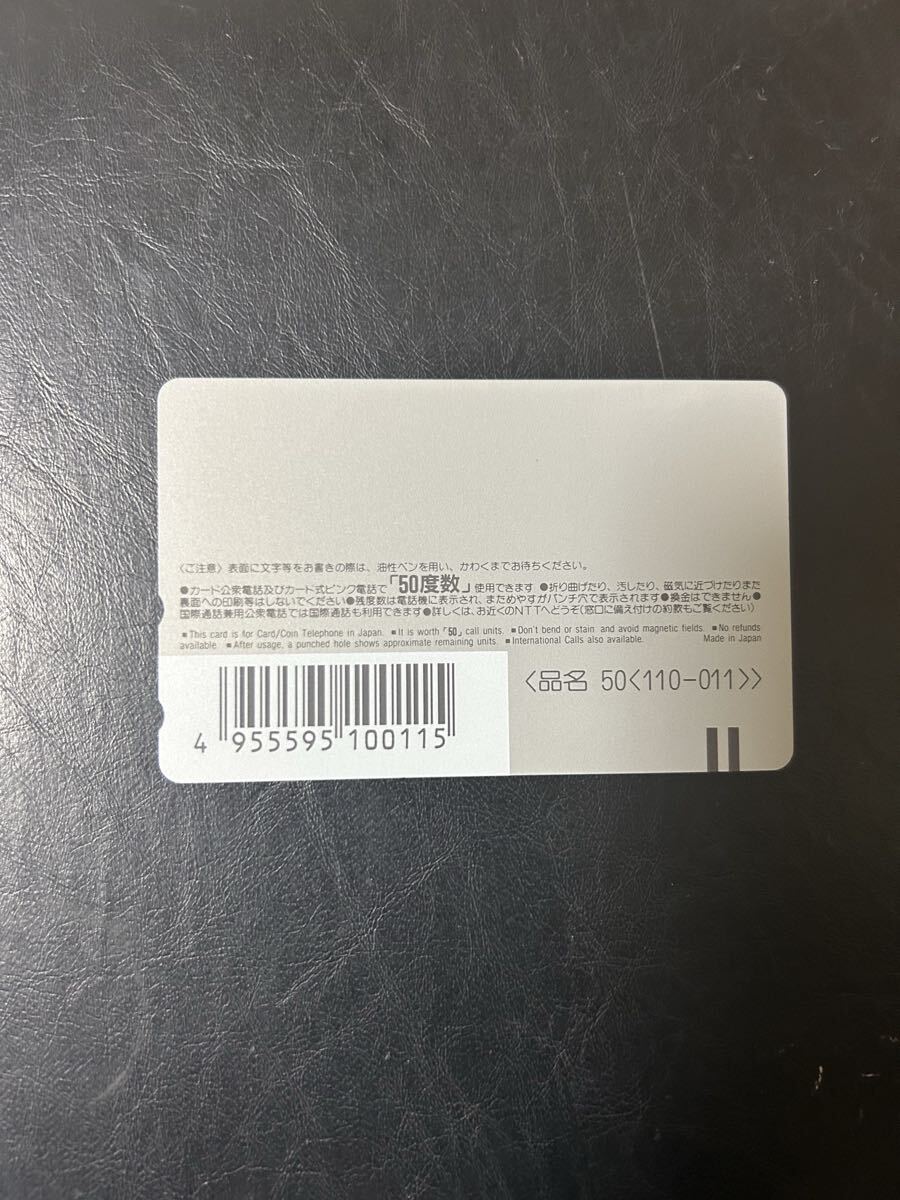 〈ご注意〉表面に文字等をお書きの際は、油性ペンを用い、かわくまでお待ちください。
●カード公衆電話及びカード式ピンク電話で「50度数」使用できます ●折り曲げたり、汚したり、磁気に近づけたりまた
裏面への印刷等はしないでください●残度数は電話機に表示され、まためやすがパンチ穴で表示されます●換金はできません●
国際通話兼用公衆電話では国際通話も利用できます●詳しくは、お近くのNTTへどうぞ(窓口に備え付けの約款もご覧ください)
■This card is for Card/Coin Telephone in Japan. ■It is worth「50」call units. ■Don't bend or stain, and avoid magnetic fields. ■No refunds
available. ■After usage, a punched hole shows approximate remaining units. ■International Calls also available. Made in Japan
〈品名 50〈110-011〉〉
4 955595 100115